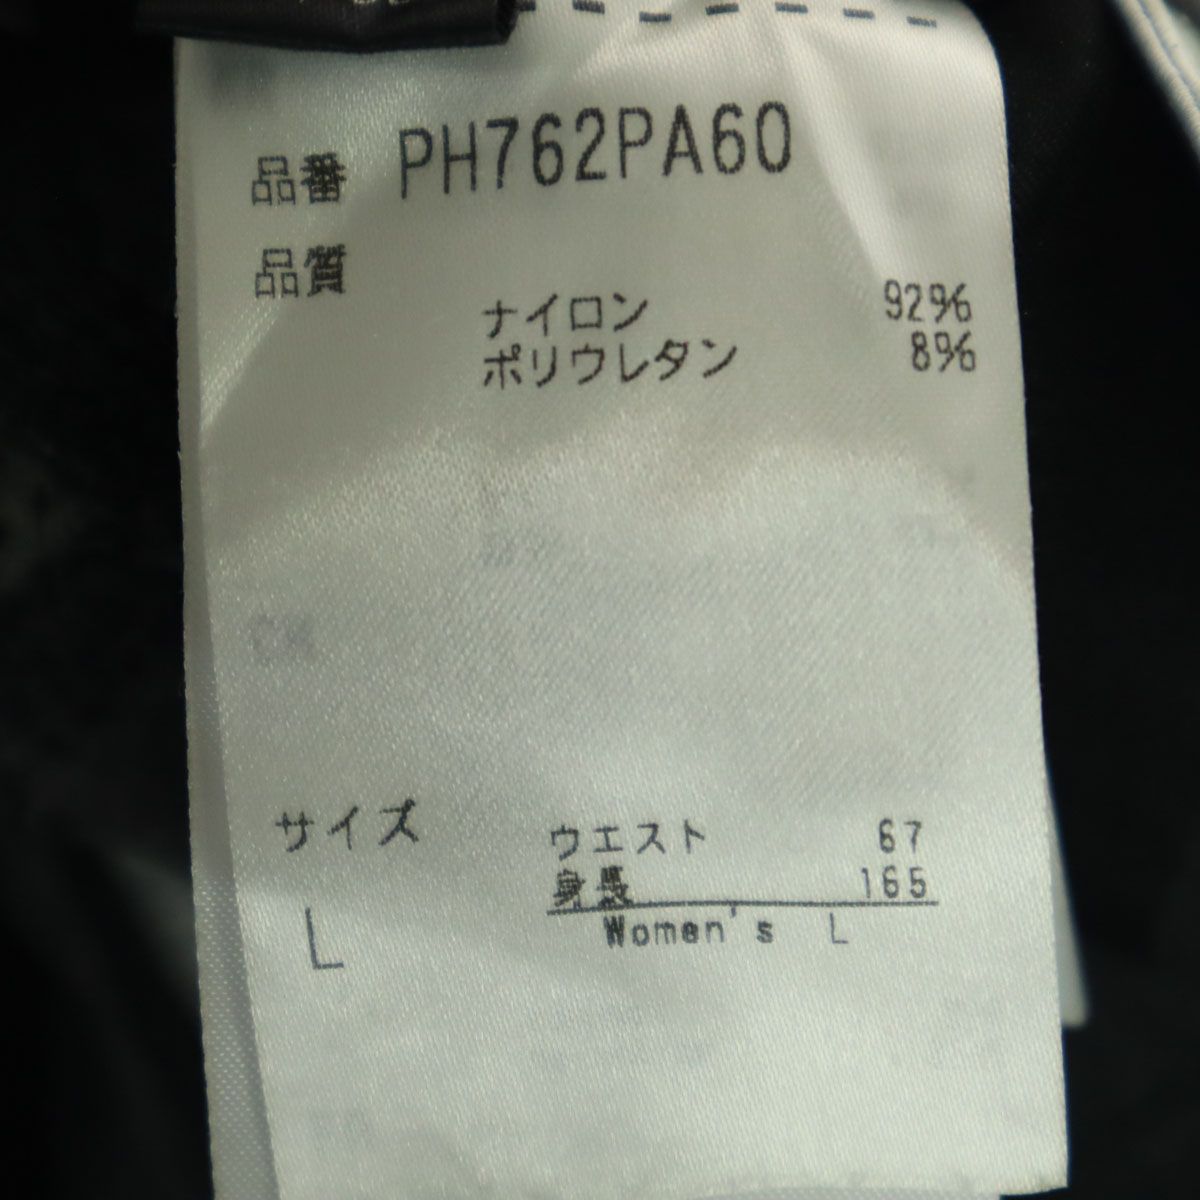 品番 PH762PA60
品質
ナイロン 92%
ポリウレタン 8%
サイズ ウエスト 67
身長 165
L Women's L